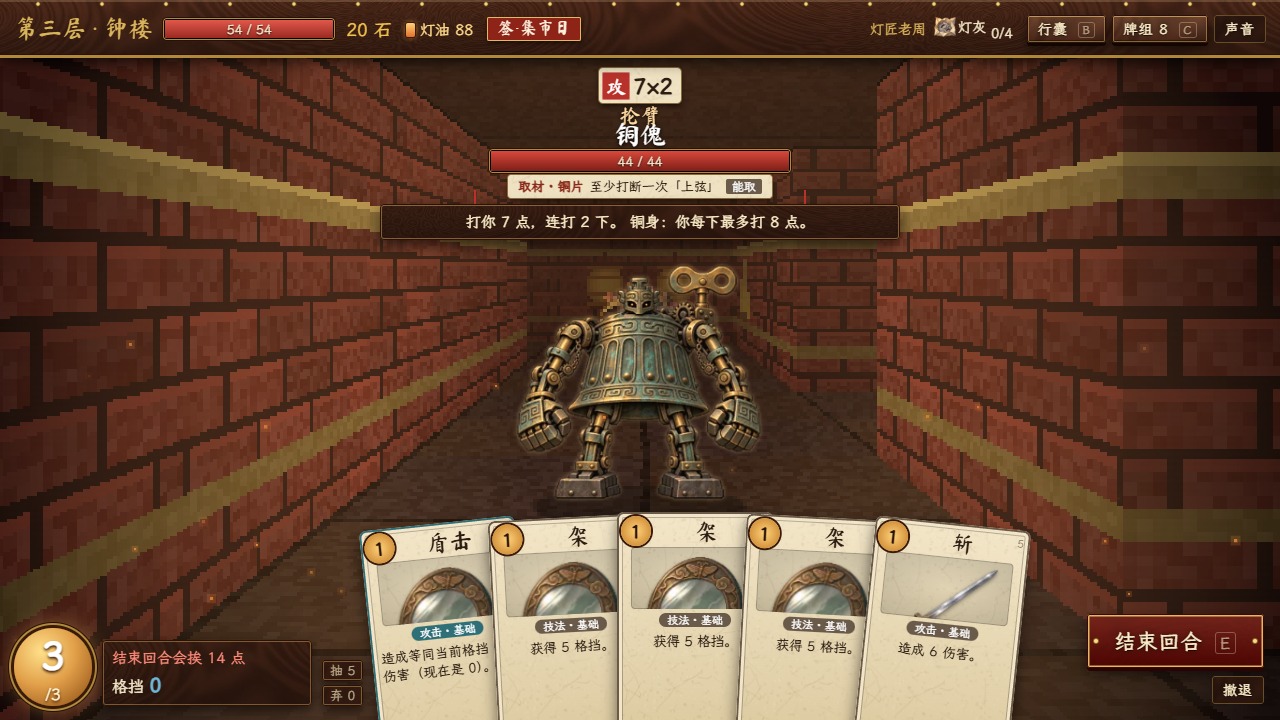 第三层·钟楼
54 / 54
20 石
灯油 88
签·集市日
灯匠老周
灯灰 0/4
行囊 B
牌组 8 C
声音
攻 7×2
抡臂
铜傀
44 / 44
取材·铜片 至少打断一次「上弦」 能取
打你 7 点，连打 2 下。 铜身：你每下最多打 8 点。
1 盾击
攻击·基础
造成等同当前格挡
伤害（现在是 0）。
1 架
技法·基础
获得 5 格挡。
1 架
技法·基础
获得 5 格挡。
1 架
技法·基础
获得 5 格挡。
1 斩 5
攻击·基础
造成 6 伤害。
3
/3
结束回合会挨 14 点
格挡 0
抽 5
弃 0
结束回合 E
撤退